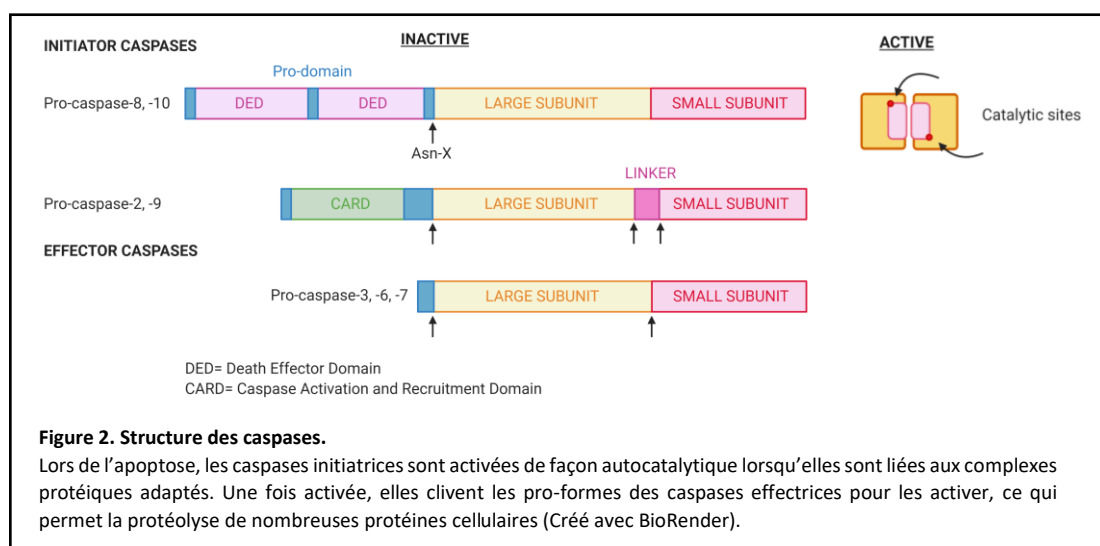 INITIATOR CASPASES
INACTIVE
ACTIVE
Pro-domain
Pro-caspase-8, -10
DED
DED
LARGE SUBUNIT
SMALL SUBUNIT
Catalytic sites
Asn-X
LINKER
Pro-caspase-2, -9
CARD
LARGE SUBUNIT
SMALL SUBUNIT
EFFECTOR CASPASES
Pro-caspase-3, -6, -7
LARGE SUBUNIT
SMALL SUBUNIT
DED= Death Effector Domain
CARD= Caspase Activation and Recruitment Domain
Figure 2. Structure des caspases.
Lors de l’apoptose, les caspases initiatrices sont activées de façon autocatalytique lorsqu’elles sont liées aux complexes
protéiques adaptés. Une fois activée, elles clivent les pro-formes des caspases effectrices pour les activer, ce qui
permet la protéolyse de nombreuses protéines cellulaires (Créé avec BioRender).